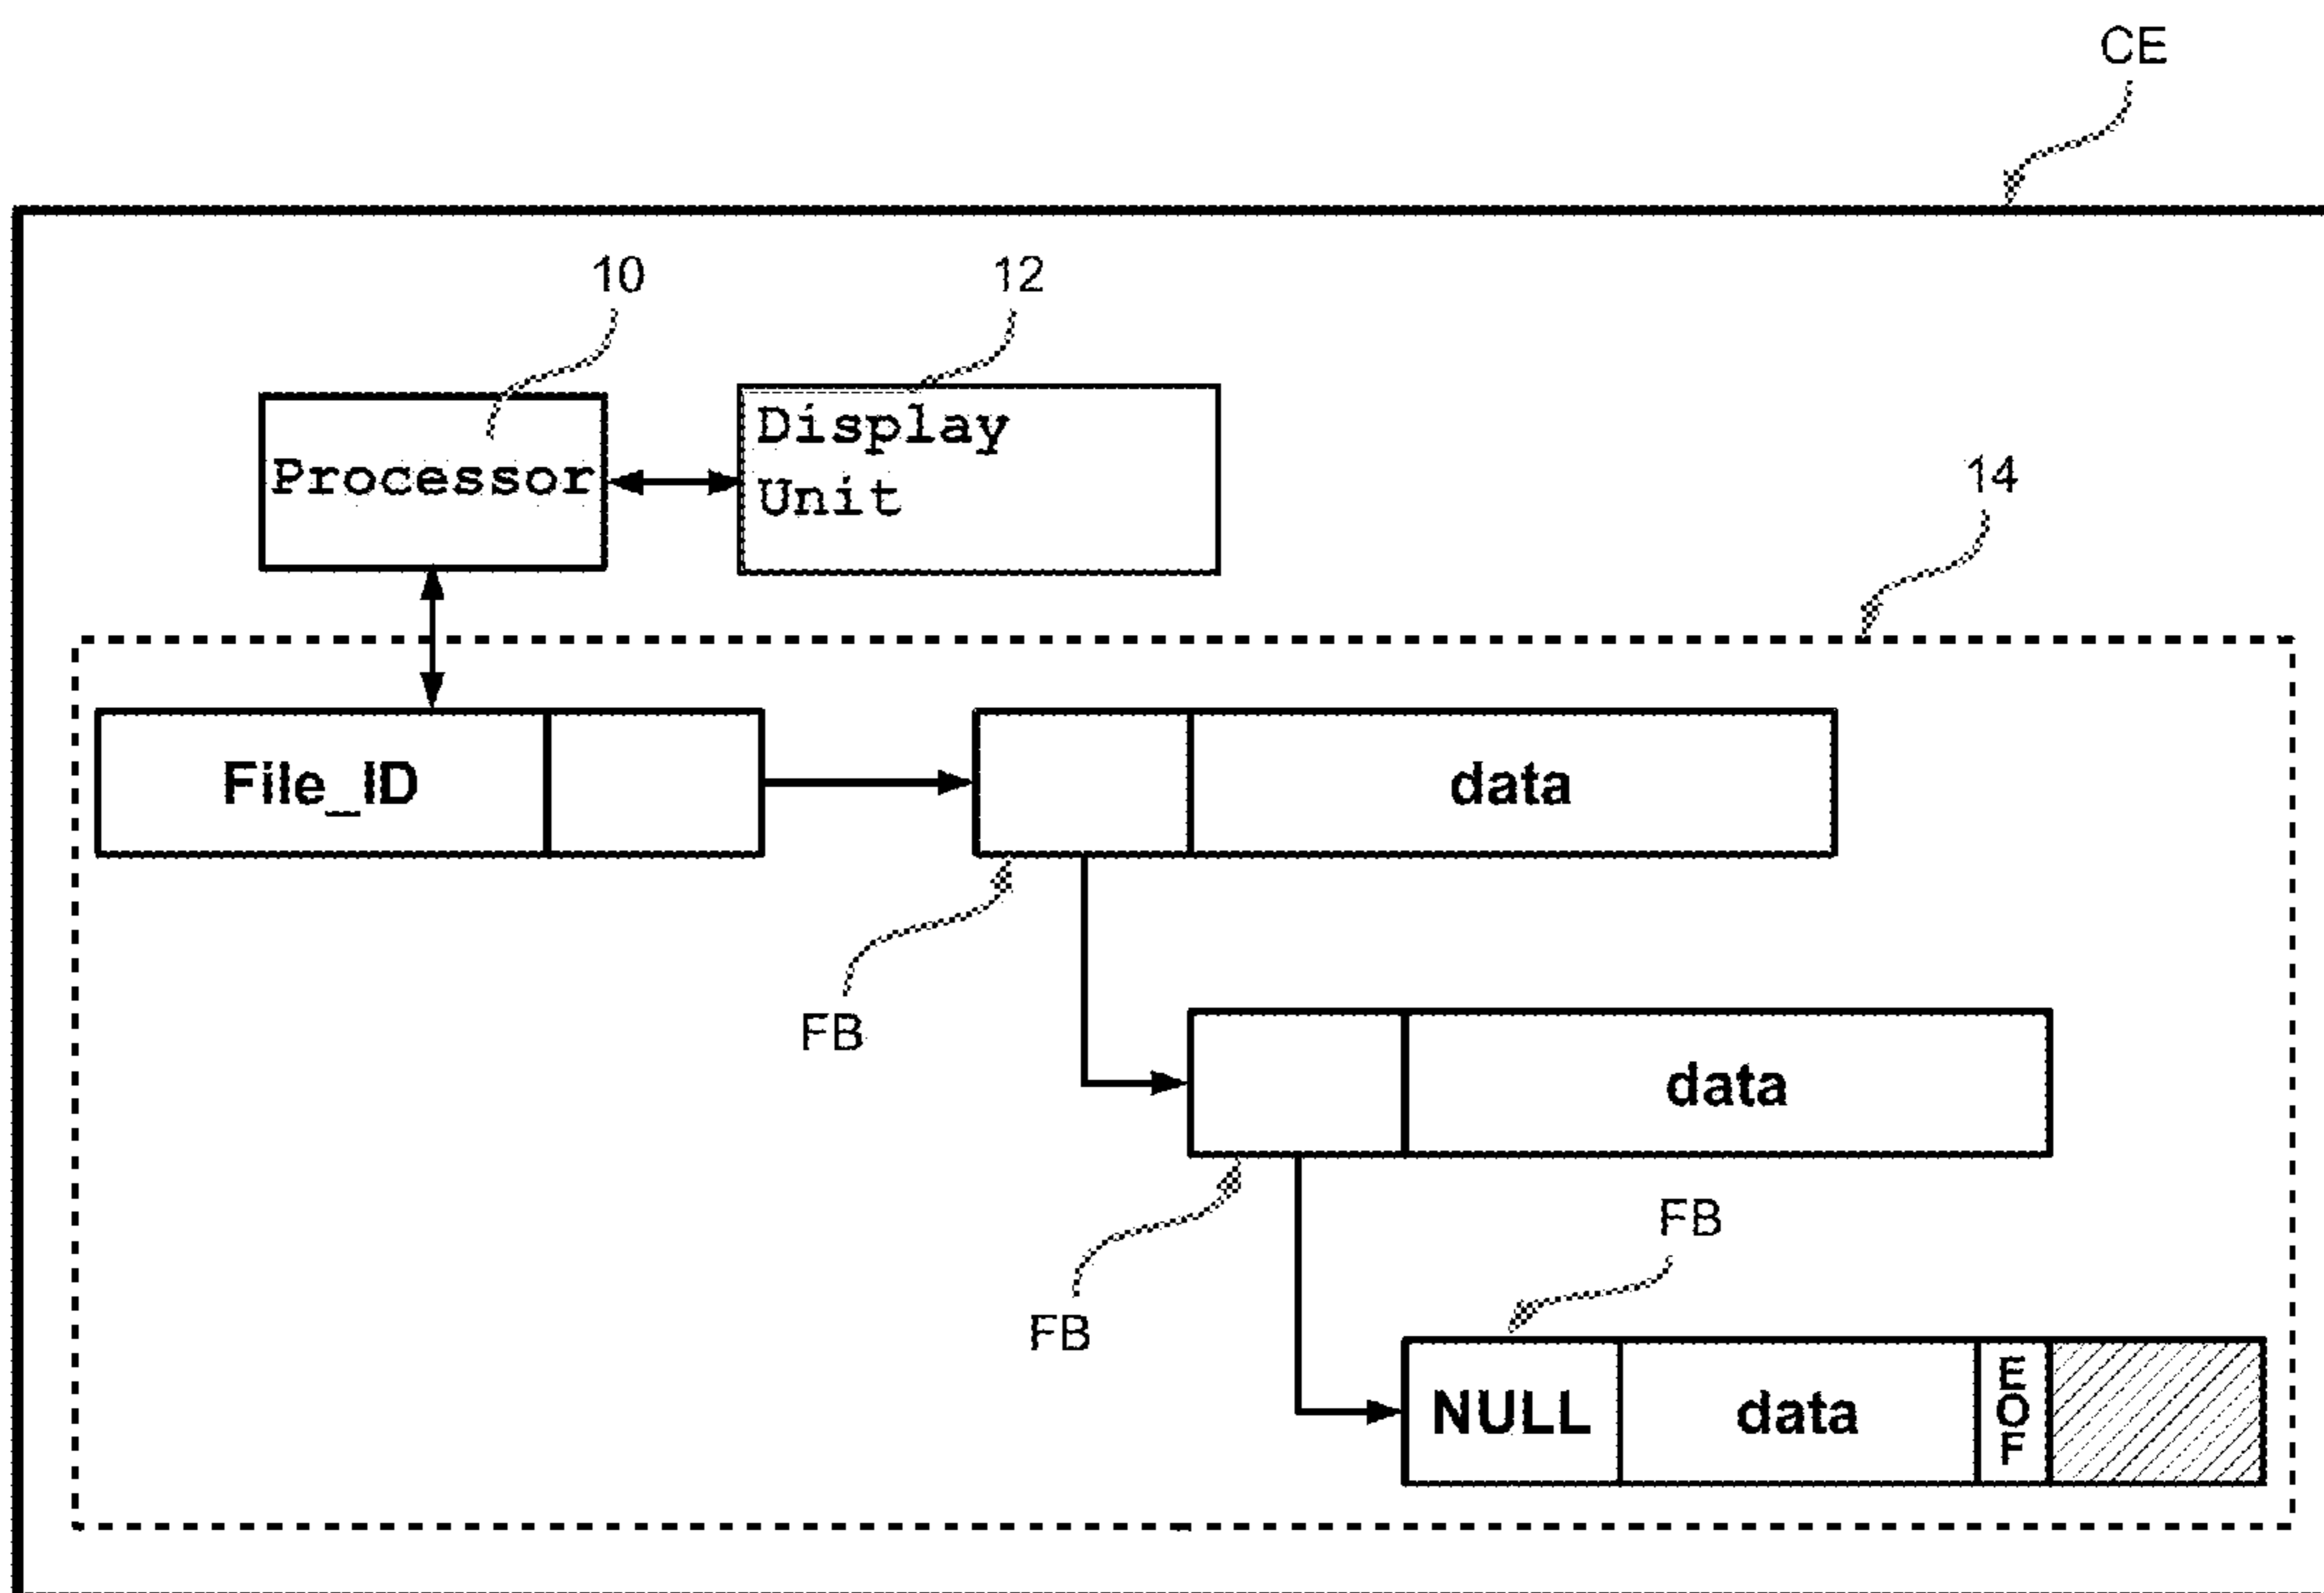 CE
10
12
Processor
Display
Unit
14
File_ID
data
FB
data
FB
FB
NULL
data
EOF